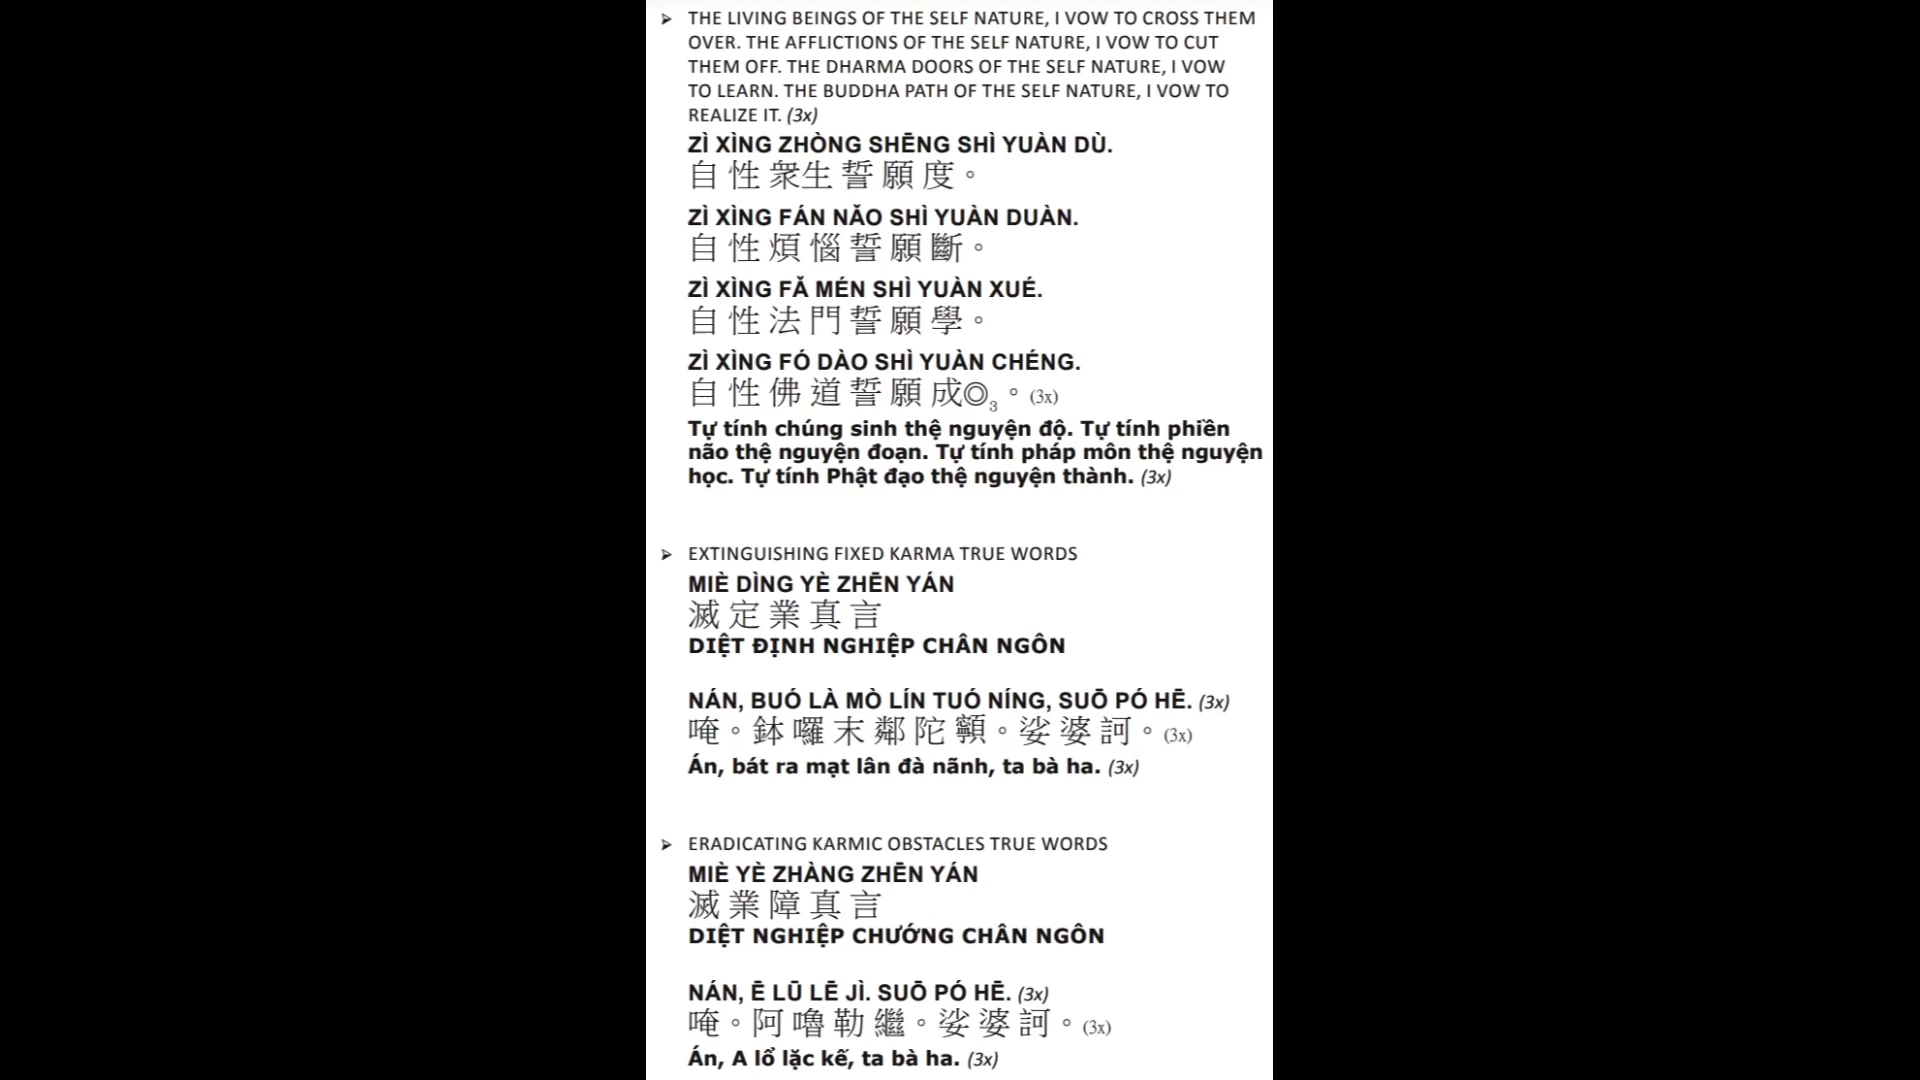 ➢ THE LIVING BEINGS OF THE SELF NATURE, I VOW TO CROSS THEM
OVER. THE AFFLICTIONS OF THE SELF NATURE, I VOW TO CUT
THEM OFF. THE DHARMA DOORS OF THE SELF NATURE, I VOW
TO LEARN. THE BUDDHA PATH OF THE SELF NATURE, I VOW TO
REALIZE IT. (3x)
ZÌ XÌNG ZHÒNG SHĒNG SHÌ YUÀN DÙ.
自性眾生誓願度。
ZÌ XÌNG FÁN NǍO SHÌ YUÀN DUÀN.
自性煩惱誓願斷。
ZÌ XÌNG FǍ MÉN SHÌ YUÀN XUÉ.
自性法門誓願學。
ZÌ XÌNG FÓ DÀO SHÌ YUÀN CHÉNG.
自性佛道誓願成◎3。(3x)
Tự tính chúng sinh thệ nguyện độ. Tự tính phiền
não thệ nguyện đoạn. Tự tính pháp môn thệ nguyện
học. Tự tính Phật đạo thệ nguyện thành. (3x)
➢ EXTINGUISHING FIXED KARMA TRUE WORDS
MIÈ DÌNG YÈ ZHĒN YÁN
滅定業真言
DIỆT ĐỊNH NGHIỆP CHÂN NGÔN
NÁN, BUÓ LÀ MÒ LÍN TUÓ NÍNG, SUŌ PÓ HĒ. (3x)
唵。鉢囉末鄰陀顐。娑婆訶。(3x)
Án, bát ra mạt lân đà nãnh, ta bà ha. (3x)
➢ ERADICATING KARMIC OBSTACLES TRUE WORDS
MIÈ YÈ ZHÀNG ZHĒN YÁN
滅業障真言
DIỆT NGHIỆP CHƯỚNG CHÂN NGÔN
NÁN, Ē LŪ LĒ JÌ. SUŌ PÓ HĒ. (3x)
唵。阿嚕勒繼。娑婆訶。(3x)
Án, A lổ lặc kế, ta bà ha. (3x)